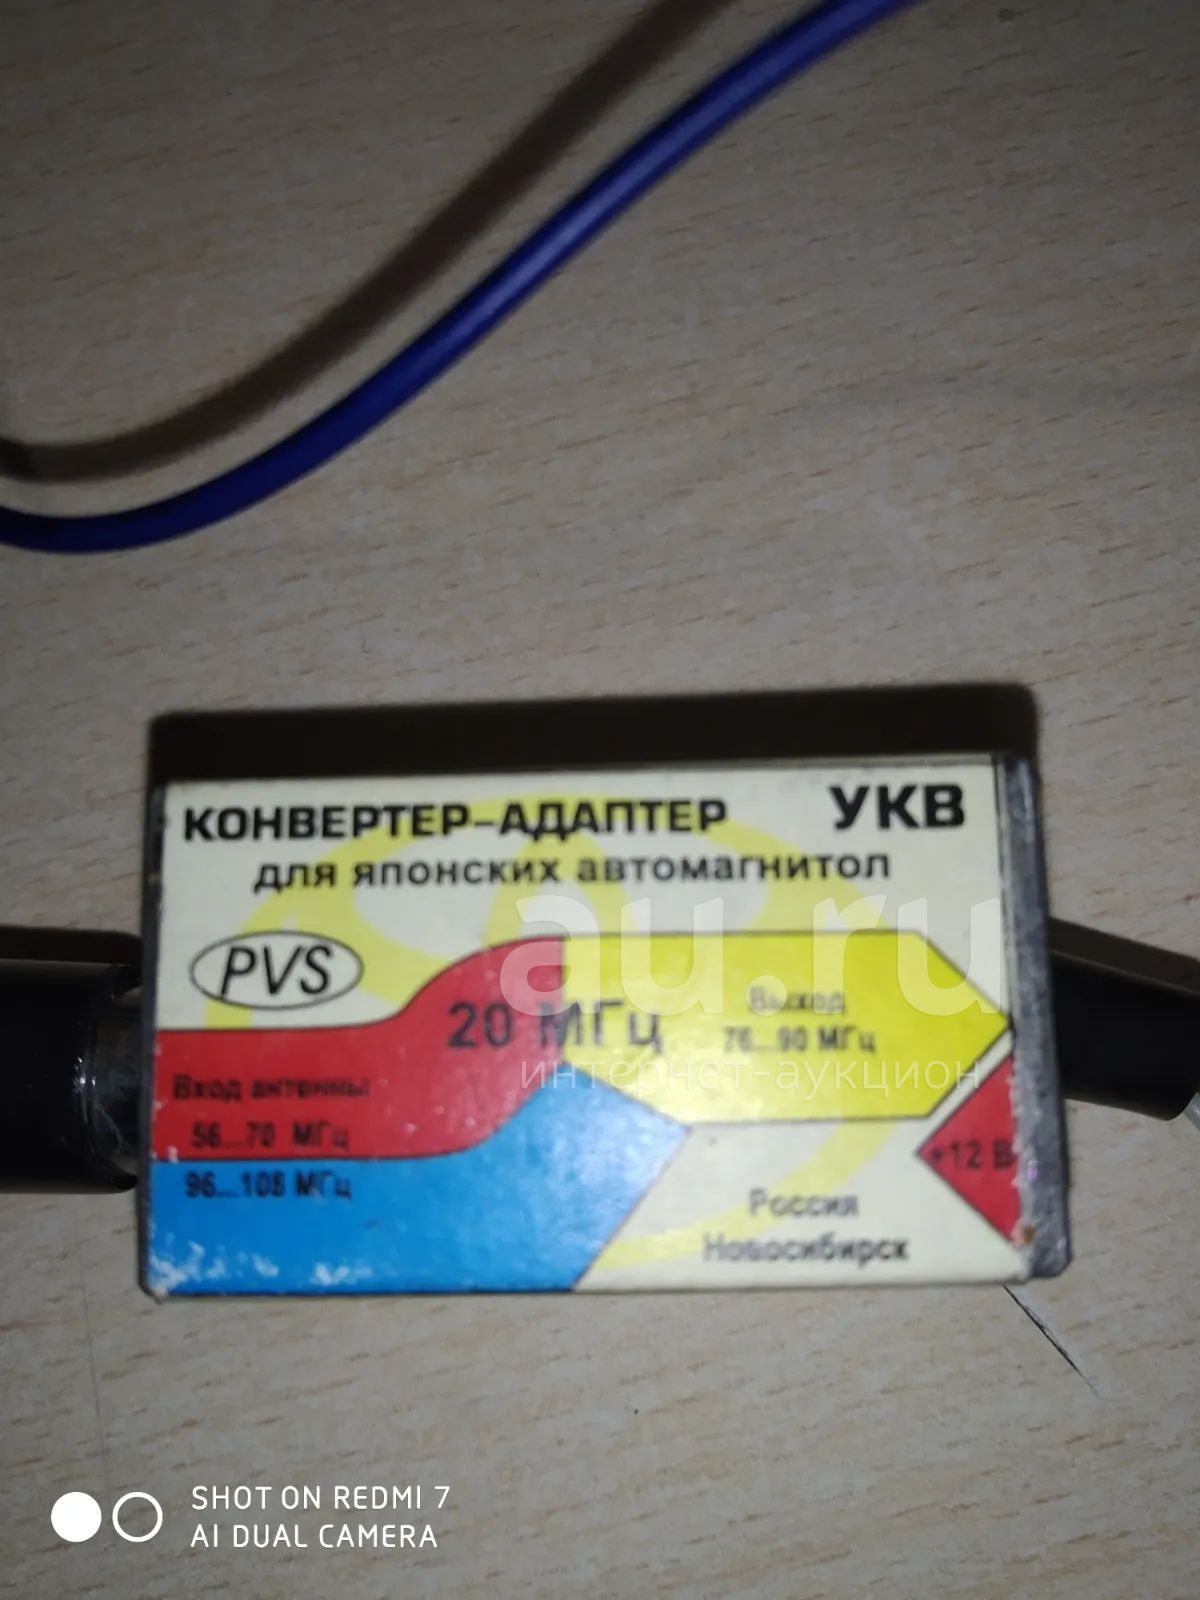 КОНВЕРТЕР-АДАПТЕР УКВ
для японских автомагнитол
PVS
20 МГц
Выход
76...90 МГц
Вход антенны
56...70 МГц
96...108 МГц
+12 В
Россия
Новосибирск
au.ru
интернет-аукцион
SHOT ON REDMI 7
AI DUAL CAMERA